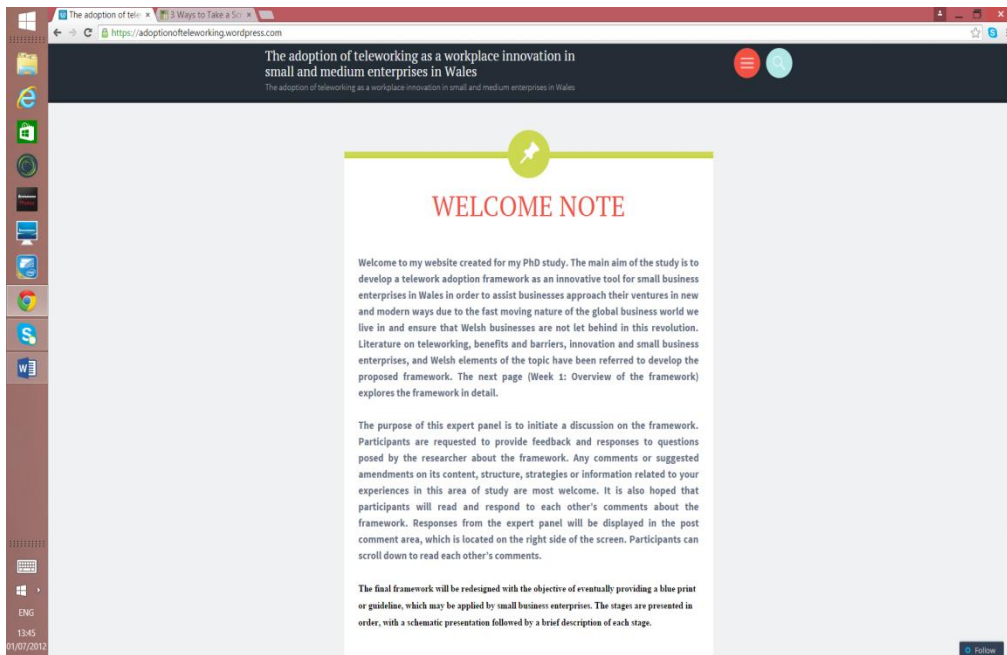 The adoption of tele
3 Ways to Take a Scr
https://adoptionofteleworking.wordpress.com
The adoption of teleworking as a workplace innovation in
small and medium enterprises in Wales
The adoption of teleworking as a workplace innovation in small and medium enterprises in Wales
WELCOME NOTE
Welcome to my website created for my PhD study. The main aim of the study is to
develop a telework adoption framework as an innovative tool for small business
enterprises in Wales in order to assist businesses approach their ventures in new
and modern ways due to the fast moving nature of the global business world we
live in and ensure that Welsh businesses are not let behind in this revolution.
Literature on teleworking, benefits and barriers, innovation and small business
enterprises, and Welsh elements of the topic have been referred to develop the
proposed framework. The next page (Week 1: Overview of the framework)
explores the framework in detail.
The purpose of this expert panel is to initiate a discussion on the framework.
Participants are requested to provide feedback and responses to questions
posed by the researcher about the framework. Any comments or suggested
amendments on its content, structure, strategies or information related to your
experiences in this area of study are most welcome. It is also hoped that
participants will read and respond to each other's comments about the
framework. Responses from the expert panel will be displayed in the post
comment area, which is located on the right side of the screen. Participants can
scroll down to read each other's comments.
The final framework will be redesigned with the objective of eventually providing a blue print
or guideline, which may be applied by small business enterprises. The stages are presented in
order, with a schematic presentation followed by a brief description of each stage.
ENG
13:45
01/07/2012
Follow